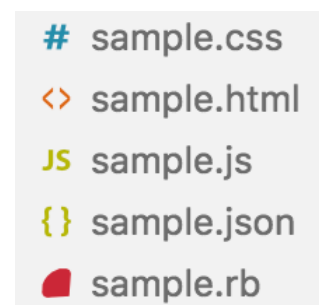 # sample.css
<> sample.html
JS sample.js
{} sample.json
sample.rb